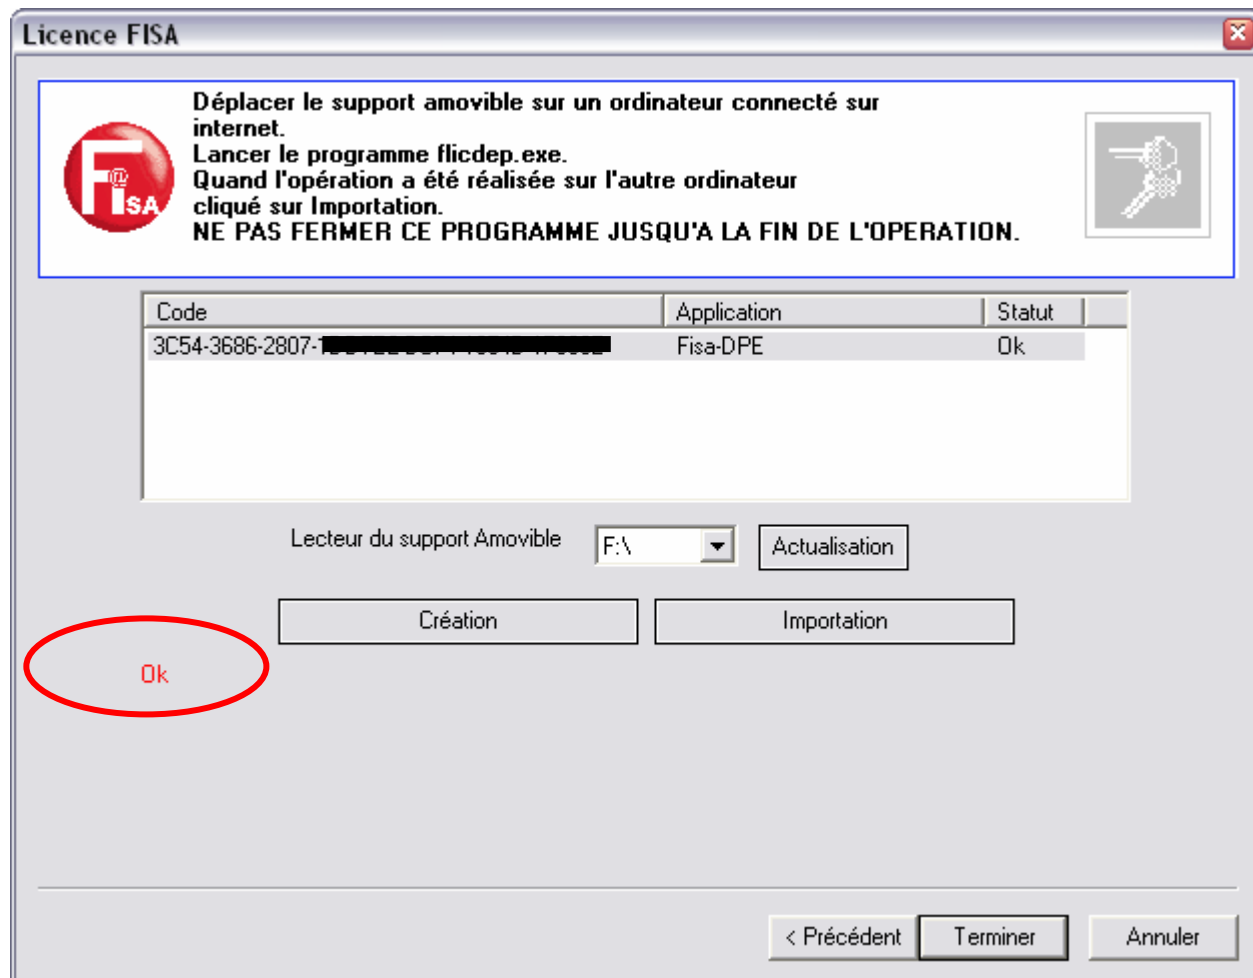 Licence FISA
Déplacer le support amovible sur un ordinateur connecté sur
internet.
Lancer le programme flicdep.exe.
Quand l'opération a été réalisée sur l'autre ordinateur
cliqué sur Importation.
NE PAS FERMER CE PROGRAMME JUSQU'A LA FIN DE L'OPERATION.
FISA
@
Code Application Statut
3C54-3686-2807- Fisa-DPE Ok
Lecteur du support Amovible F:\ Actualisation
Création Importation
Ok
< Précédent Terminer Annuler